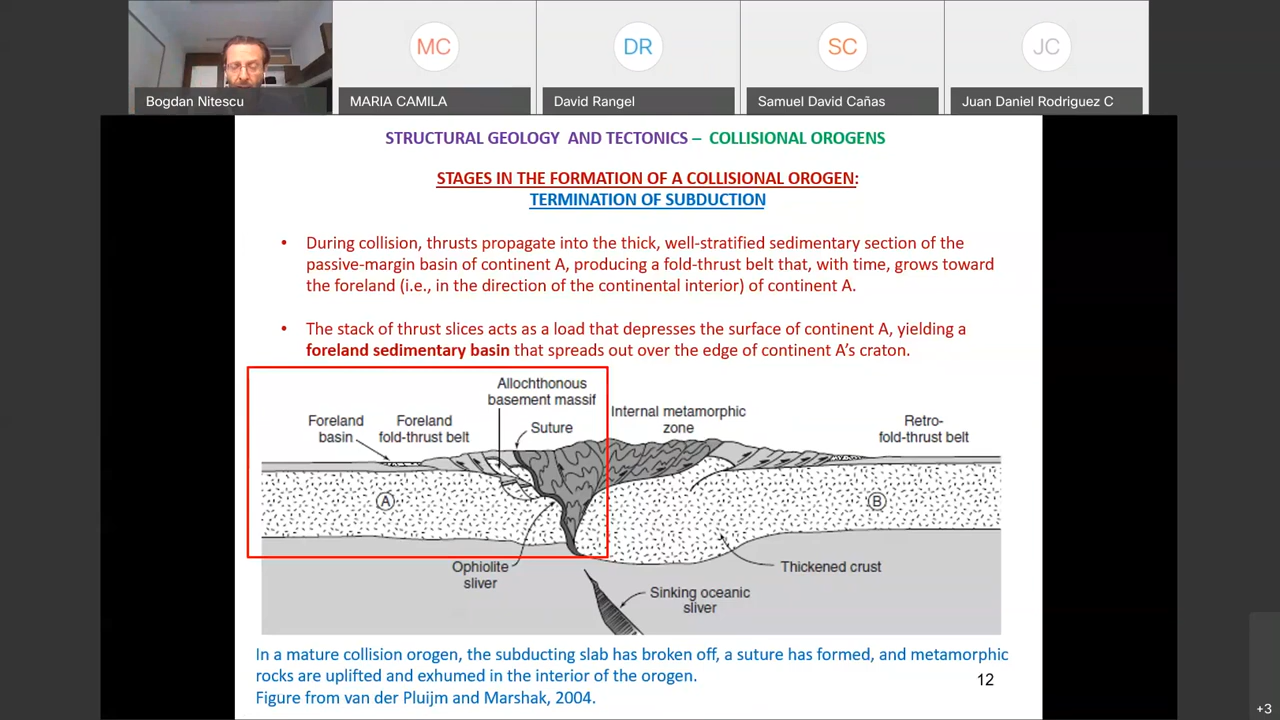 MC
DR
SC
JC
Bogdan Nitescu
MARIA CAMILA
David Rangel
Samuel David Cañas
Juan Daniel Rodriguez C
STRUCTURAL GEOLOGY AND TECTONICS – COLLISIONAL OROGENS
STAGES IN THE FORMATION OF A COLLISIONAL OROGEN:
TERMINATION OF SUBDUCTION
• During collision, thrusts propagate into the thick, well-stratified sedimentary section of the
passive-margin basin of continent A, producing a fold-thrust belt that, with time, grows toward
the foreland (i.e., in the direction of the continental interior) of continent A.
• The stack of thrust slices acts as a load that depresses the surface of continent A, yielding a
foreland sedimentary basin that spreads out over the edge of continent A’s craton.
Allochthonous
basement massif
Foreland
basin
Foreland
fold-thrust belt
Suture
Internal metamorphic
zone
Retro-
fold-thrust belt
A
B
Ophiolite
sliver
Thickened crust
Sinking oceanic
sliver
In a mature collision orogen, the subducting slab has broken off, a suture has formed, and metamorphic
rocks are uplifted and exhumed in the interior of the orogen.
Figure from van der Pluijm and Marshak, 2004.
12
+3